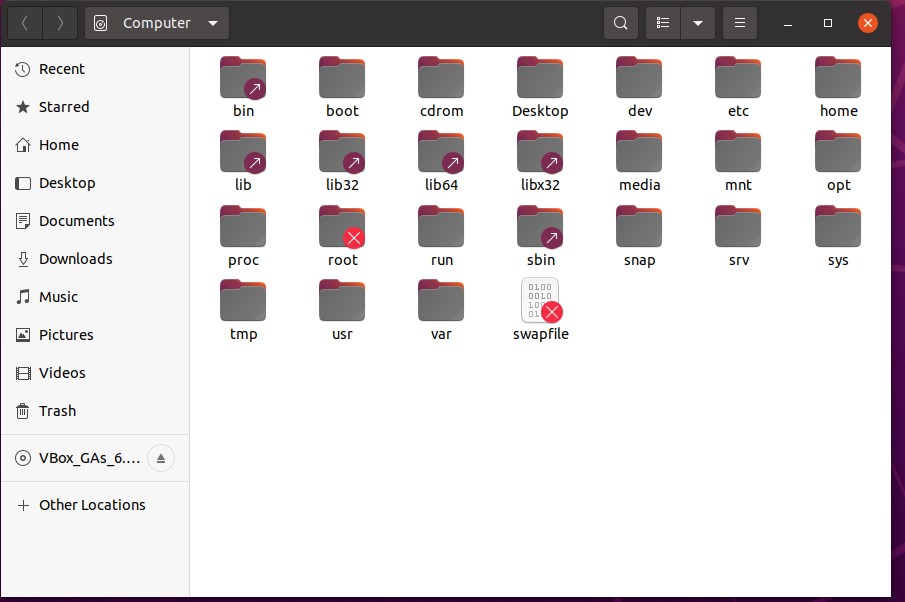 Computer
Recent
Starred
Home
Desktop
Documents
Downloads
Music
Pictures
Videos
Trash
VBox_GAs_6....
Other Locations
bin boot cdrom Desktop dev etc home
lib lib32 lib64 libx32 media mnt opt
proc root run sbin snap srv sys
tmp usr var swapfile